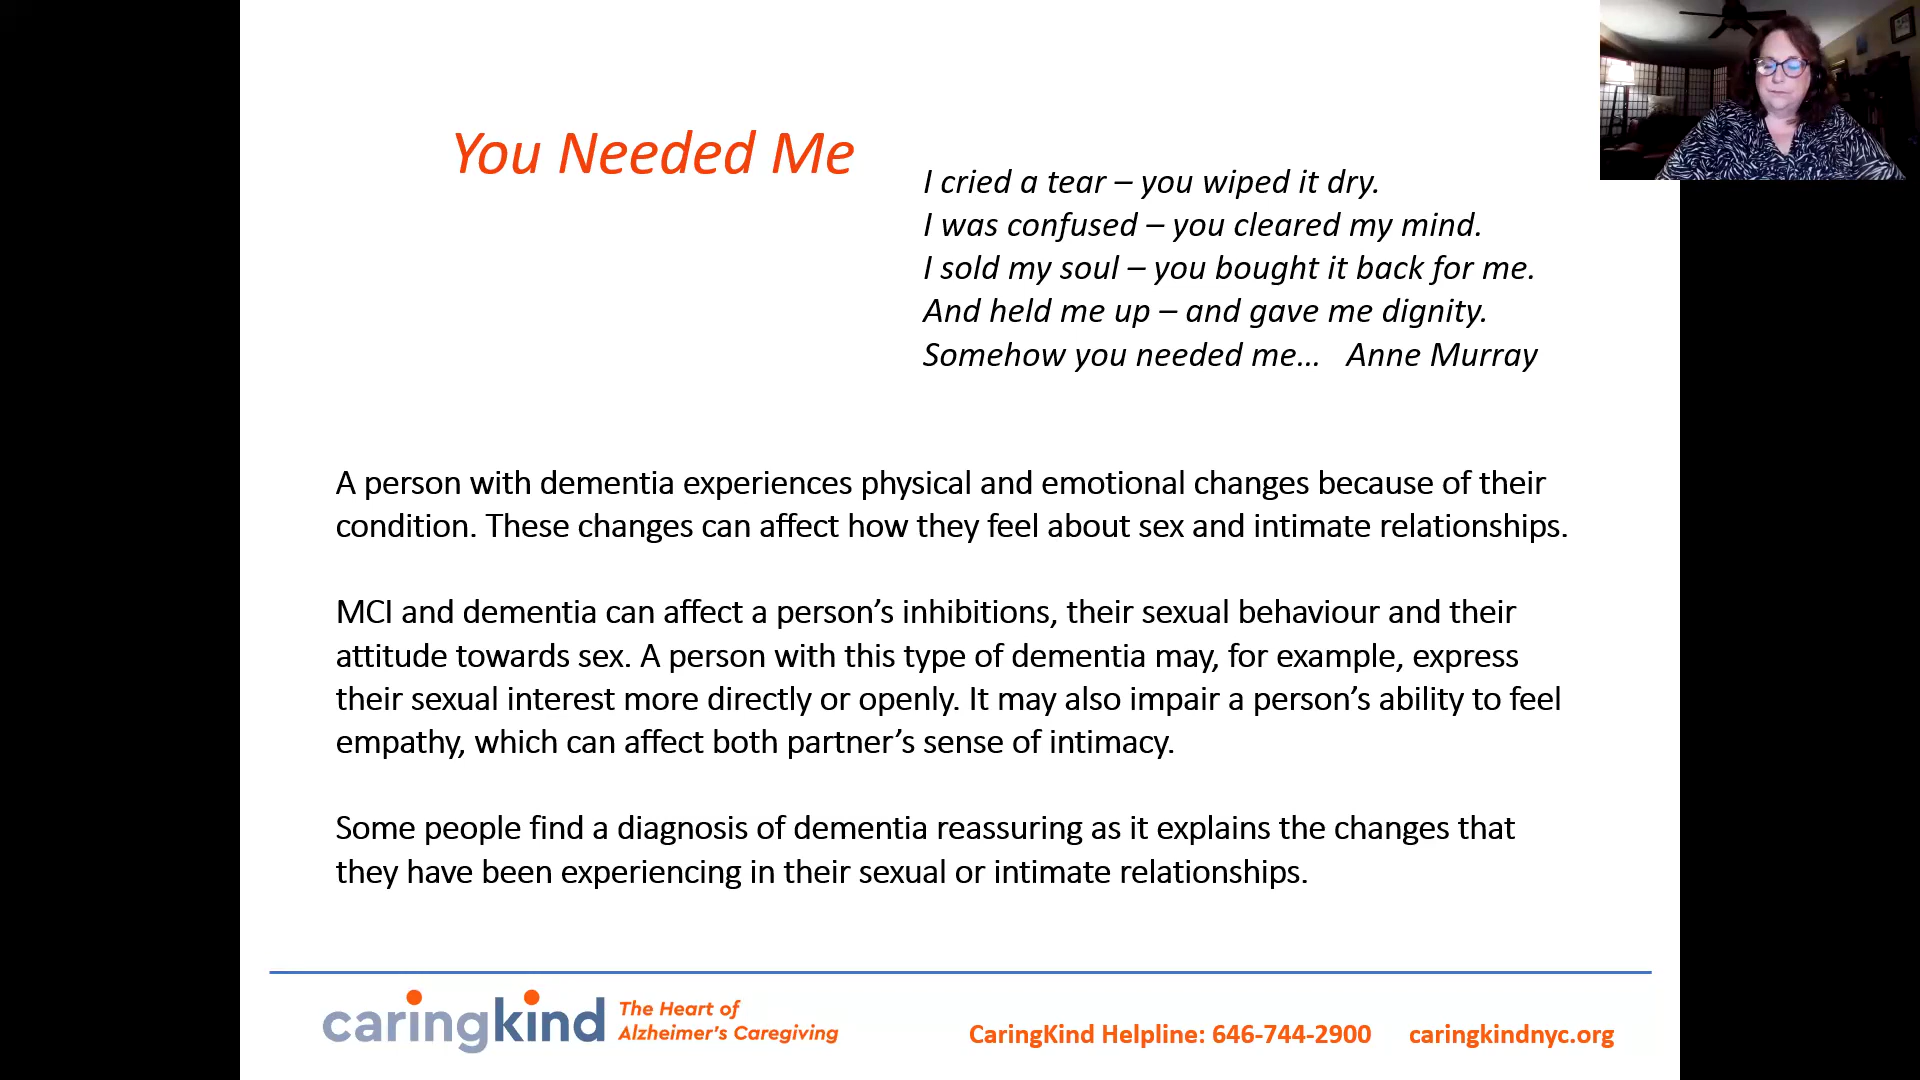 You Needed Me
I cried a tear – you wiped it dry.
I was confused – you cleared my mind.
I sold my soul – you bought it back for me.
And held me up – and gave me dignity.
Somehow you needed me… Anne Murray
A person with dementia experiences physical and emotional changes because of their
condition. These changes can affect how they feel about sex and intimate relationships.
MCI and dementia can affect a person’s inhibitions, their sexual behaviour and their
attitude towards sex. A person with this type of dementia may, for example, express
their sexual interest more directly or openly. It may also impair a person’s ability to feel
empathy, which can affect both partner’s sense of intimacy.
Some people find a diagnosis of dementia reassuring as it explains the changes that
they have been experiencing in their sexual or intimate relationships.
caringkind
The Heart of
Alzheimer’s Caregiving
CaringKind Helpline: 646-744-2900 caringkindnyc.org